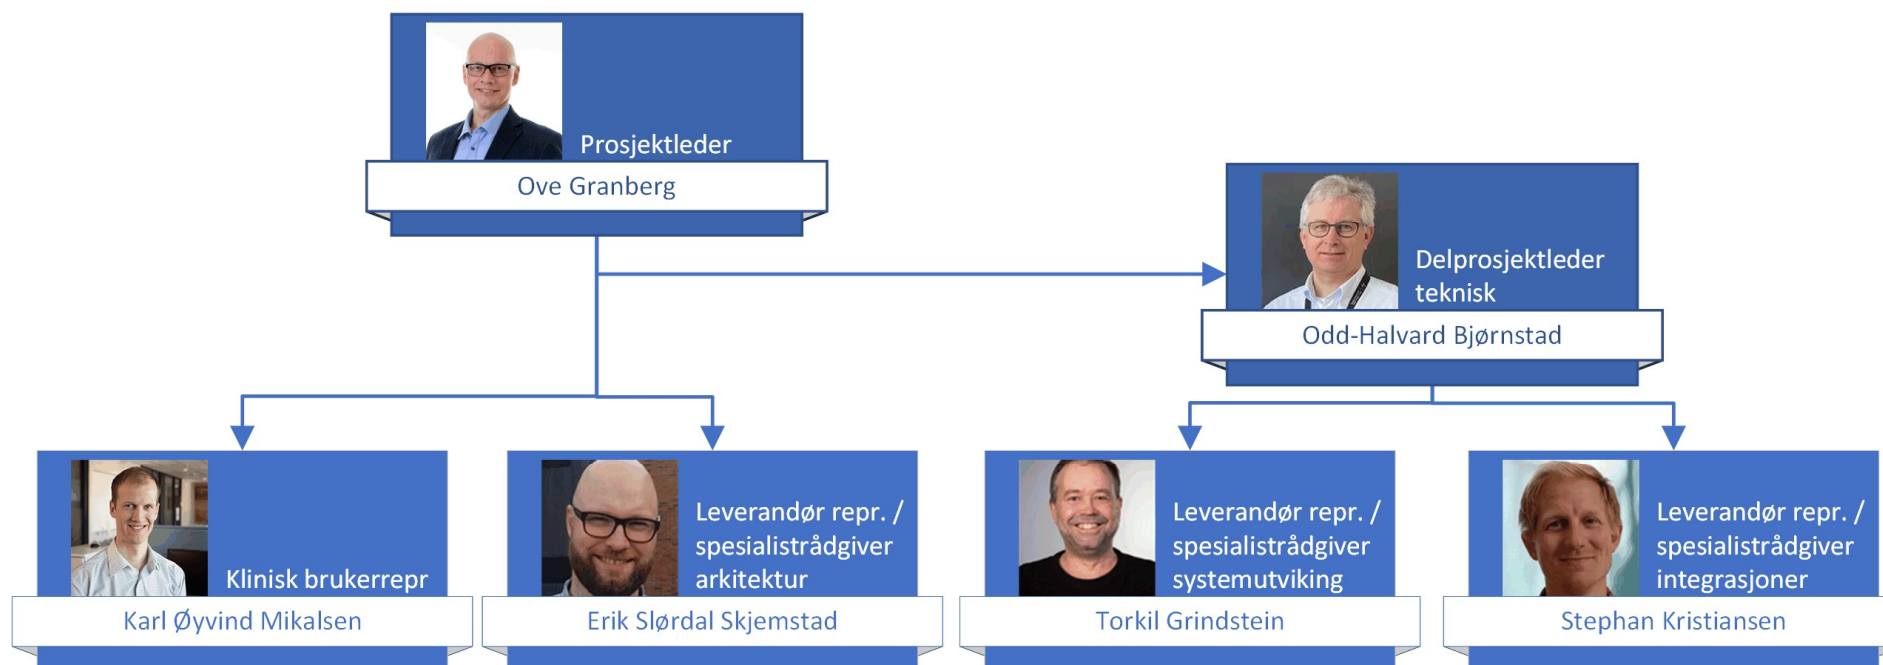 Prosjektleder
Ove Granberg
Delprosjektleder
teknisk
Odd-Halvard Bjørnstad
Klinisk brukerrepr
Karl Øyvind Mikalsen
Leverandør repr. /
spesialistrådgiver
arkitektur
Erik Slørdal Skjemstad
Leverandør repr. /
spesialistrådgiver
systemutviking
Torkil Grindstein
Leverandør repr. /
spesialistrådgiver
integrasjoner
Stephan Kristiansen